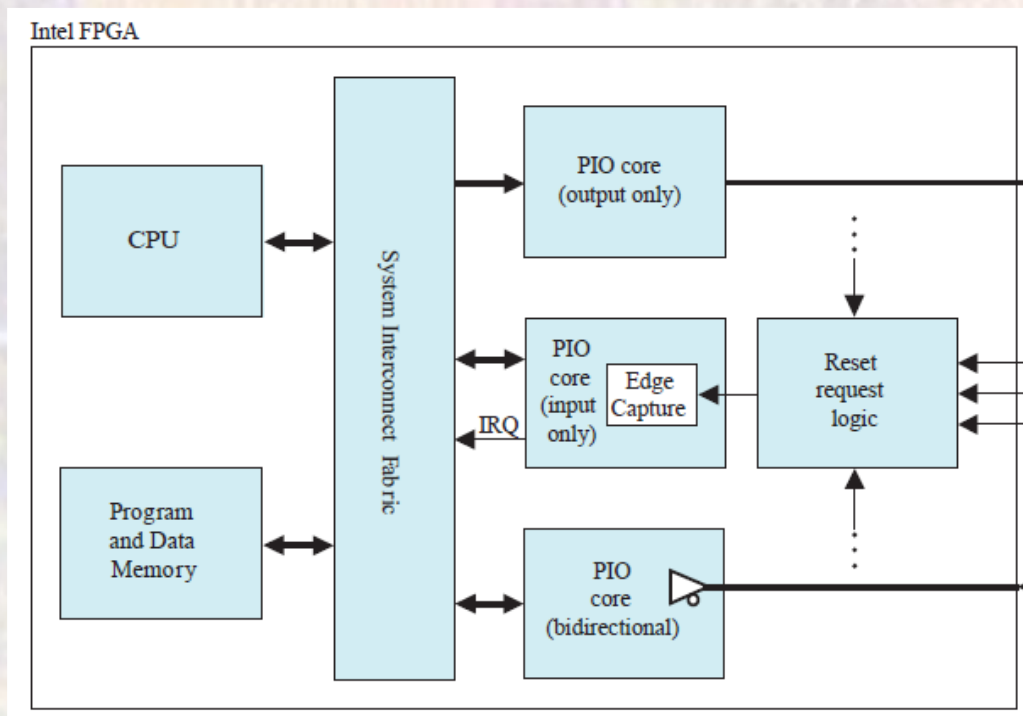 Intel FPGA
CPU
Program
and Data
Memory
System Interconnect Fabric
PIO core
(output only)
PIO
core
(input
only)
Edge
Capture
IRQ
Reset
request
logic
PIO
core
(bidirectional)